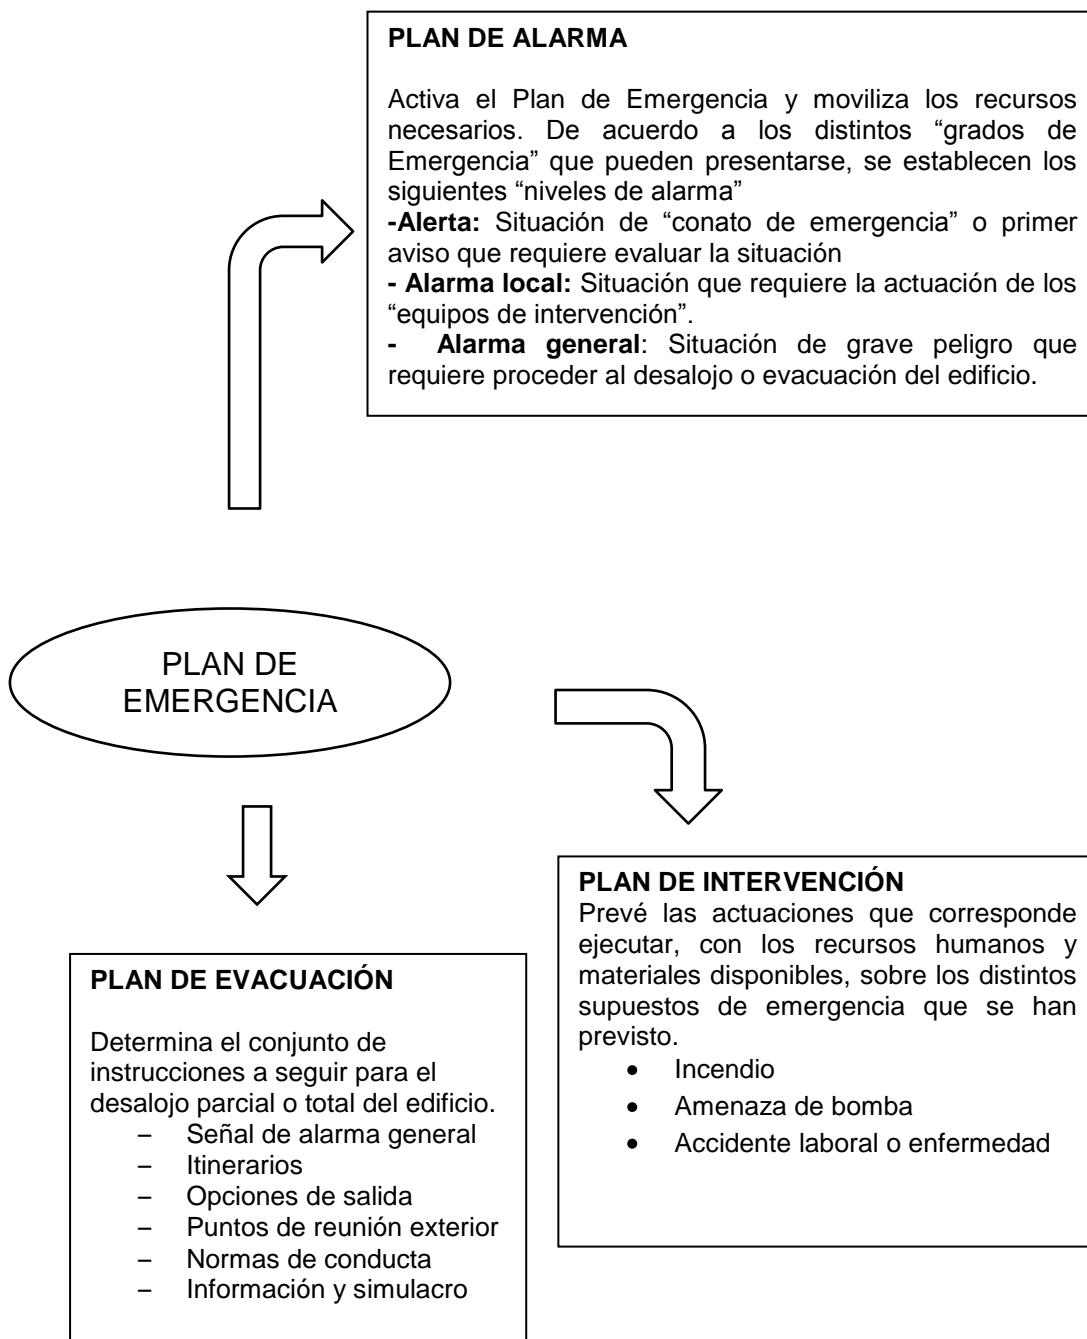 PLAN DE ALARMA
Activa el Plan de Emergencia y moviliza los recursos
necesarios. De acuerdo a los distintos “grados de
Emergencia” que pueden presentarse, se establecen los
siguientes “niveles de alarma”
-Alerta: Situación de “conato de emergencia” o primer
aviso que requiere evaluar la situación
- Alarma local: Situación que requiere la actuación de los
“equipos de intervención”.
- Alarma general: Situación de grave peligro que
requiere proceder al desalojo o evacuación del edificio.
PLAN DE
EMERGENCIA
PLAN DE INTERVENCIÓN
Prevé las actuaciones que corresponde
ejecutar, con los recursos humanos y
materiales disponibles, sobre los distintos
supuestos de emergencia que se han
previsto.
• Incendio
• Amenaza de bomba
• Accidente laboral o enfermedad
PLAN DE EVACUACIÓN
Determina el conjunto de
instrucciones a seguir para el
desalojo parcial o total del edificio.
– Señal de alarma general
– Itinerarios
– Opciones de salida
– Puntos de reunión exterior
– Normas de conducta
– Información y simulacro